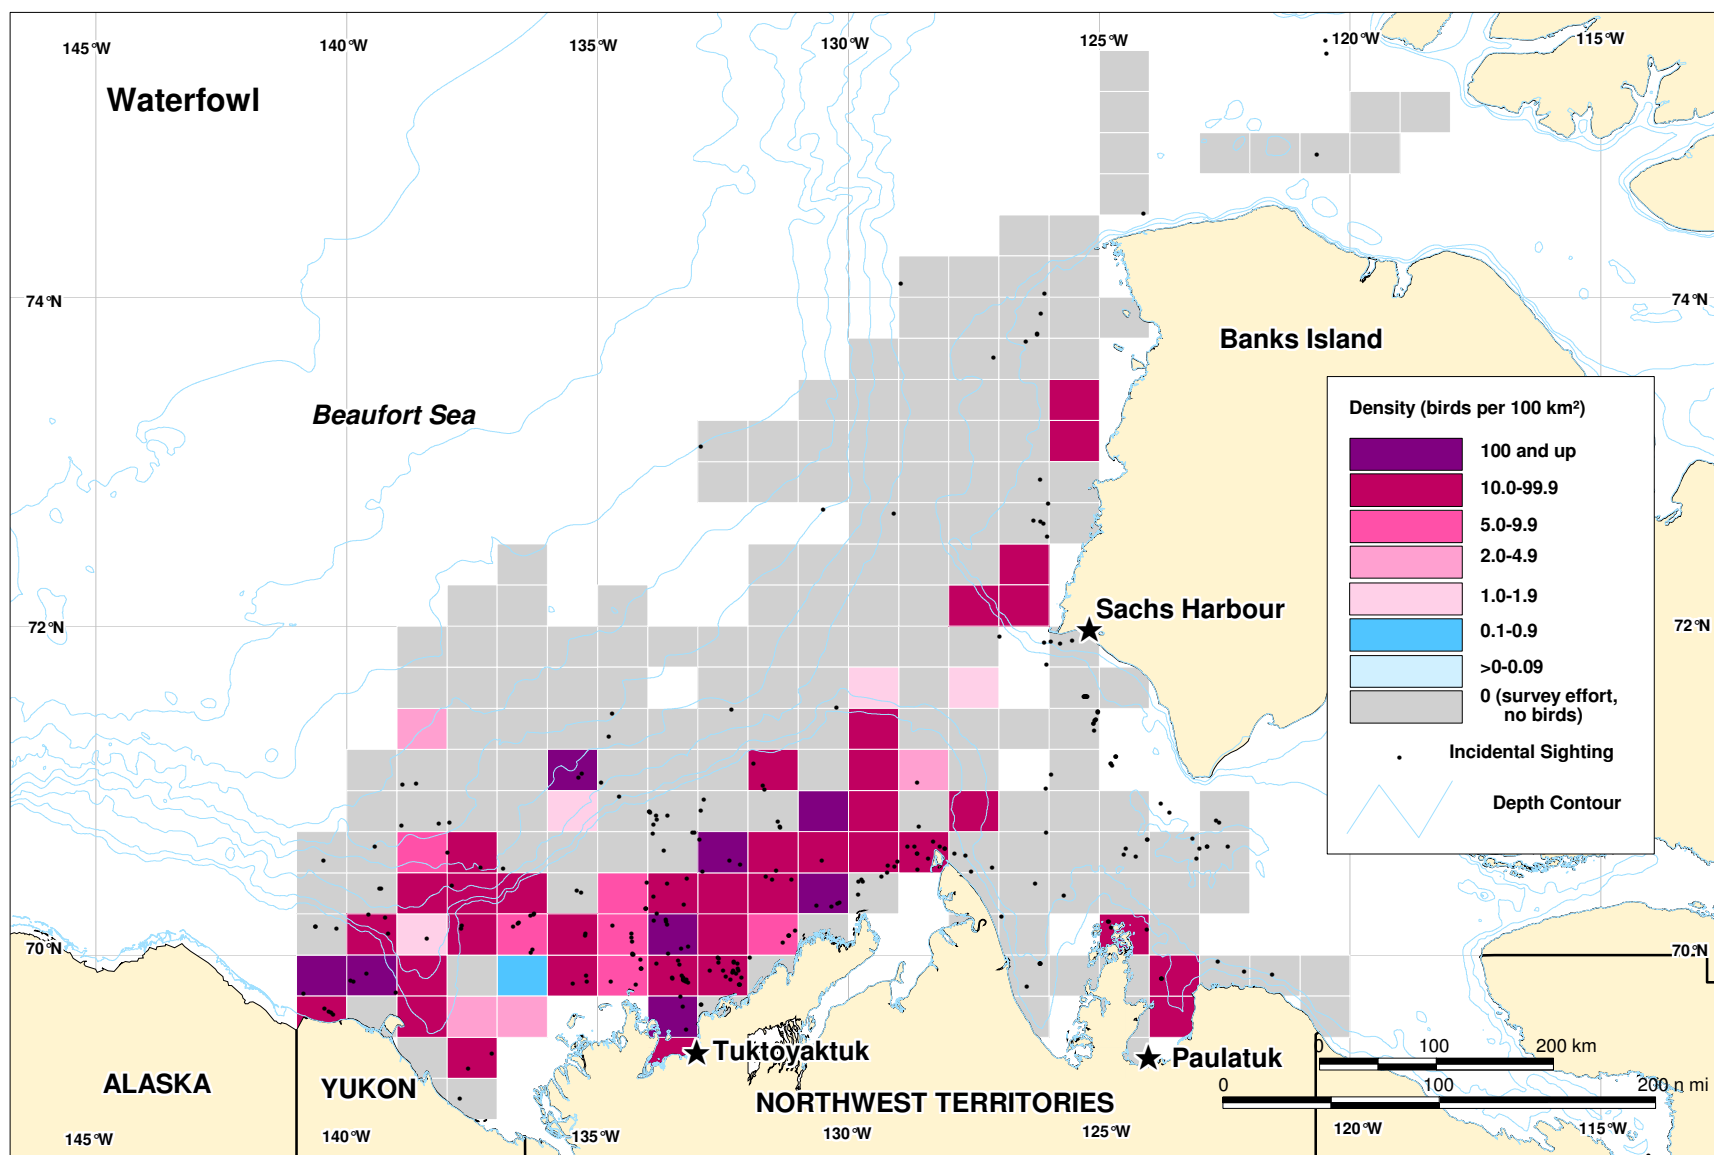 145°W
140°W
135°W
130°W
125°W
120°W
115°W
Waterfowl
74°N
74°N
Banks Island
Beaufort Sea
Density (birds per 100 km²)
100 and up
10.0-99.9
5.0-9.9
2.0-4.9
1.0-1.9
0.1-0.9
>0-0.09
0 (survey effort,
no birds)
Incidental Sighting
Depth Contour
Sachs Harbour
72°N
72°N
70°N
70°N
Tuktoyaktuk
Paulatuk
0 100 200 km
0 100 200 n mi
ALASKA
YUKON
NORTHWEST TERRITORIES
145°W
140°W
135°W
130°W
125°W
120°W
115°W